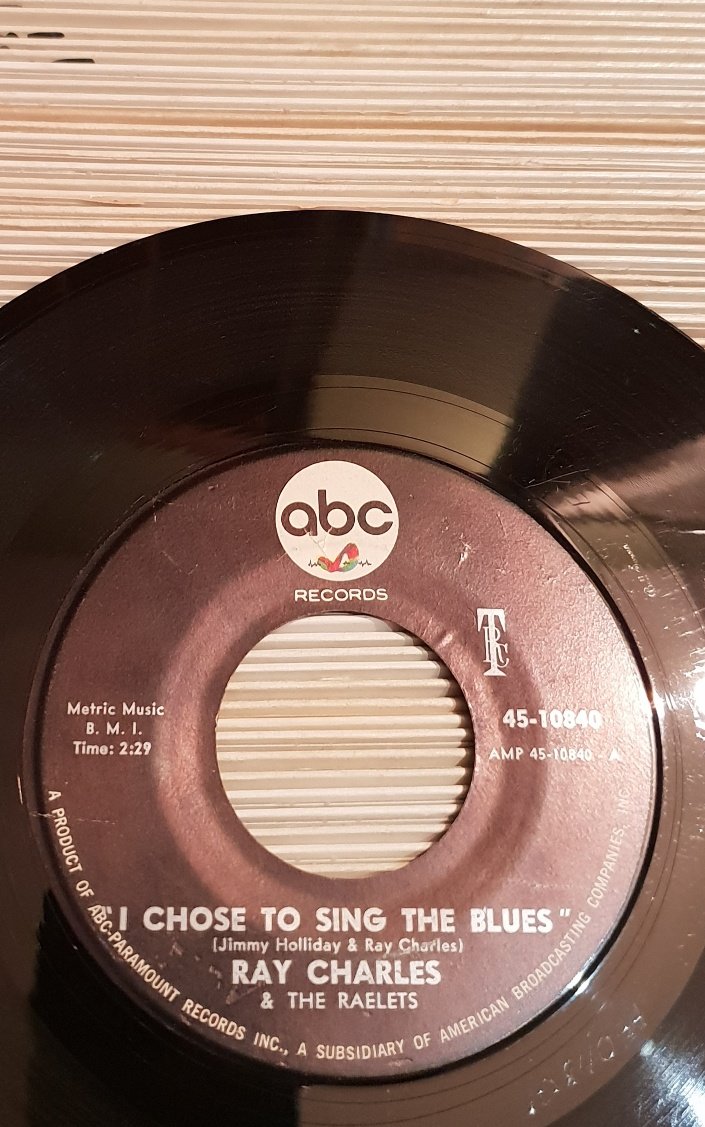 abc
RECORDS
TRC
Metric Music
B. M. I.
Time: 2:29
45-10840
AMP 45-10840 - A
"I CHOSE TO SING THE BLUES"
(Jimmy Holliday & Ray Charles)
RAY CHARLES
& THE RAELETS
A PRODUCT OF ABC-PARAMOUNT RECORDS INC., A SUBSIDIARY OF AMERICAN BROADCASTING COMPANIES, INC.